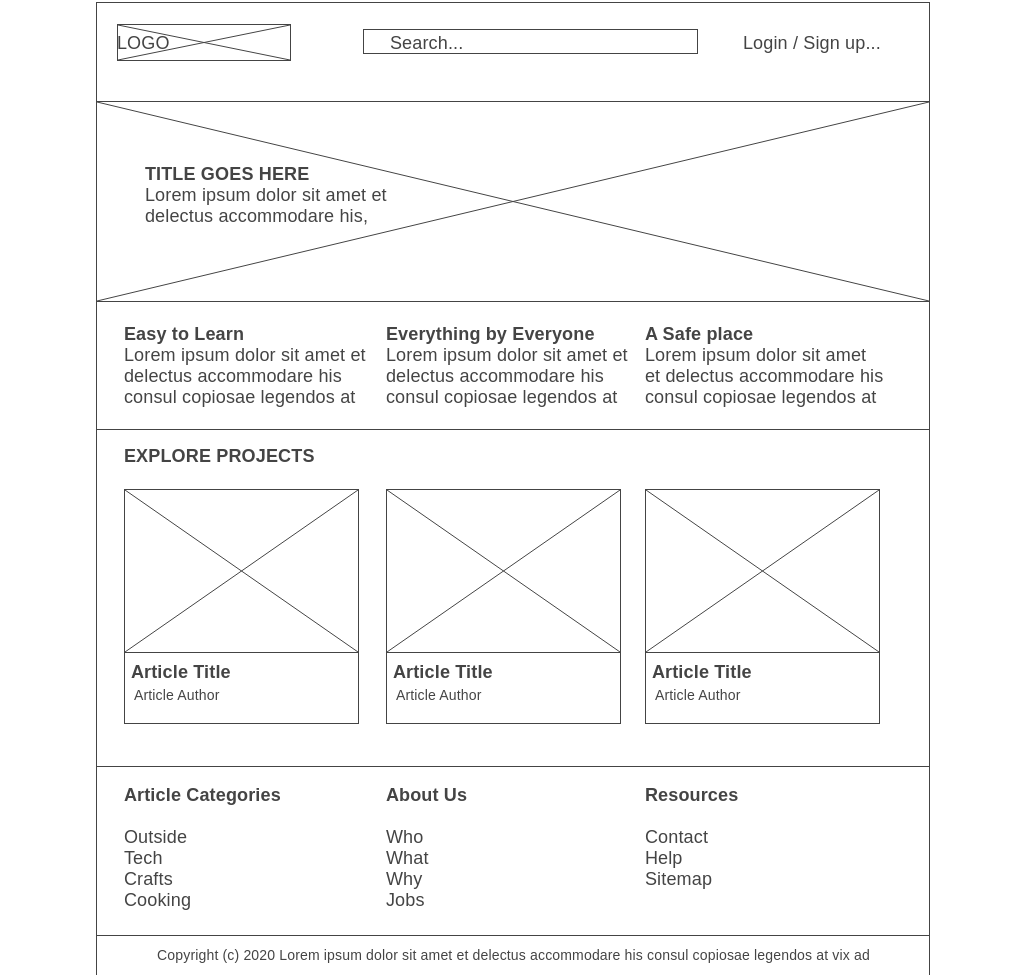 LOGO
Search...
Login / Sign up...
TITLE GOES HERE
Lorem ipsum dolor sit amet et
delectus accommodare his,
Easy to Learn
Lorem ipsum dolor sit amet et
delectus accommodare his
consul copiosae legendos at
Everything by Everyone
Lorem ipsum dolor sit amet et
delectus accommodare his
consul copiosae legendos at
A Safe place
Lorem ipsum dolor sit amet
et delectus accommodare his
consul copiosae legendos at
EXPLORE PROJECTS
Article Title
Article Author
Article Title
Article Author
Article Title
Article Author
Article Categories
Outside
Tech
Crafts
Cooking
About Us
Who
What
Why
Jobs
Resources
Contact
Help
Sitemap
Copyright (c) 2020 Lorem ipsum dolor sit amet et delectus accommodare his consul copiosae legendos at vix ad